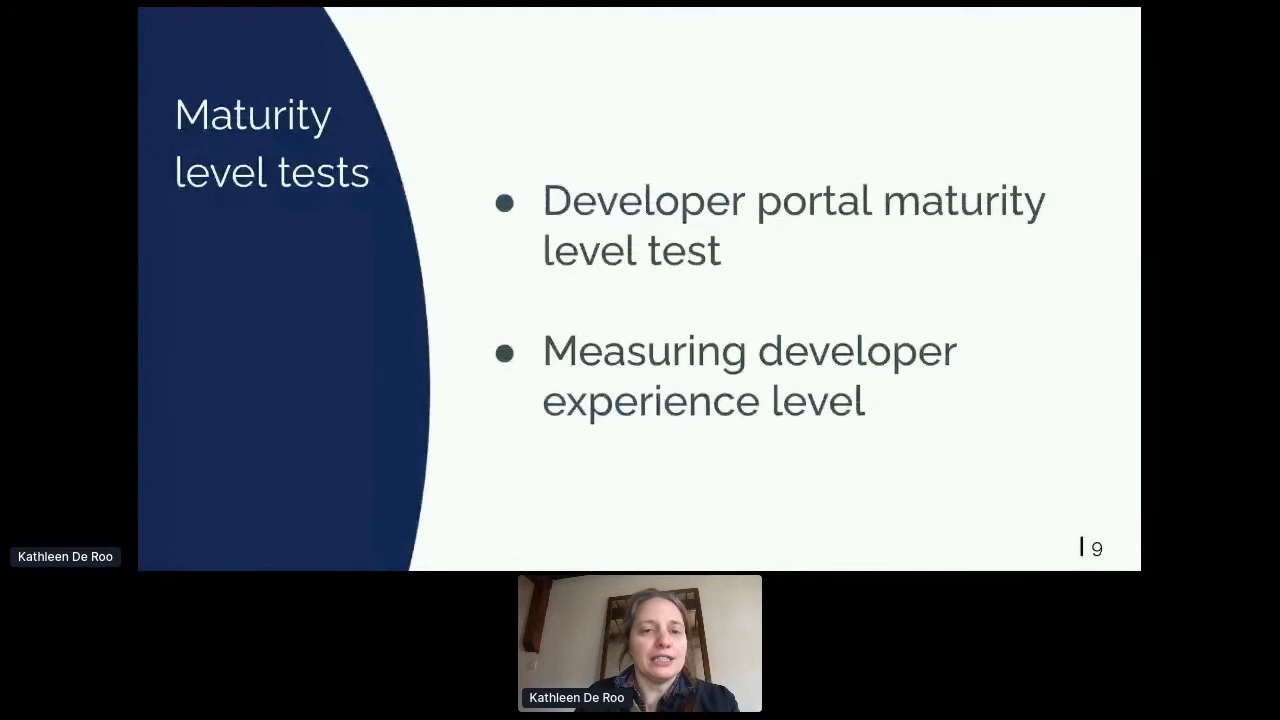 Maturity
level tests
● Developer portal maturity
level test
● Measuring developer
experience level
9
Kathleen De Roo
Kathleen De Roo